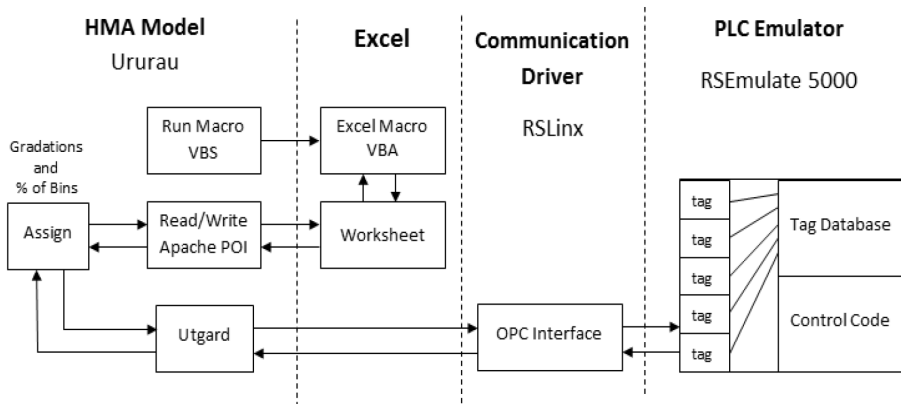 HMA Model
Ururau
Excel
Communication
Driver
RSLinx
PLC Emulator
RSEmulate 5000
Run Macro
VBS
Excel Macro
VBA
Gradations
and
% of Bins
Assign
Read/Write
Apache POI
Worksheet
Utgard
OPC Interface
tag
tag
tag
tag
tag
Tag Database
Control Code